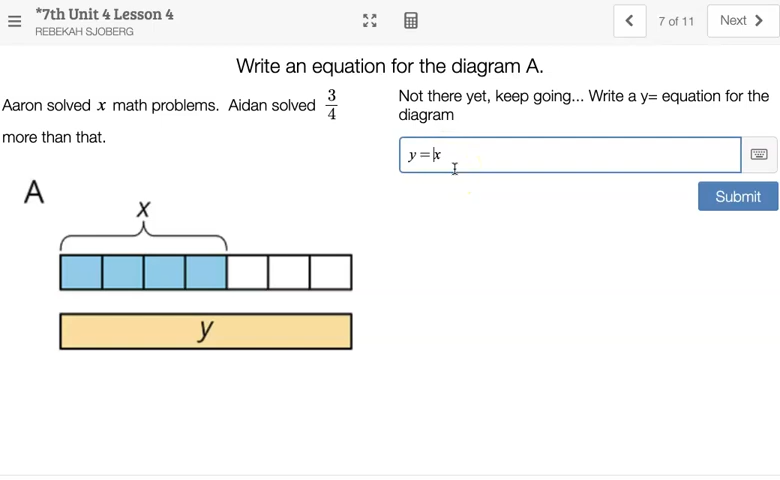 *7th Unit 4 Lesson 4
REBEKAH SJOBERG
7 of 11
Next
Write an equation for the diagram A.
Aaron solved x math problems. Aidan solved 3/4
more than that.
Not there yet, keep going... Write a y= equation for the
diagram
y = x
Submit
A
x
y